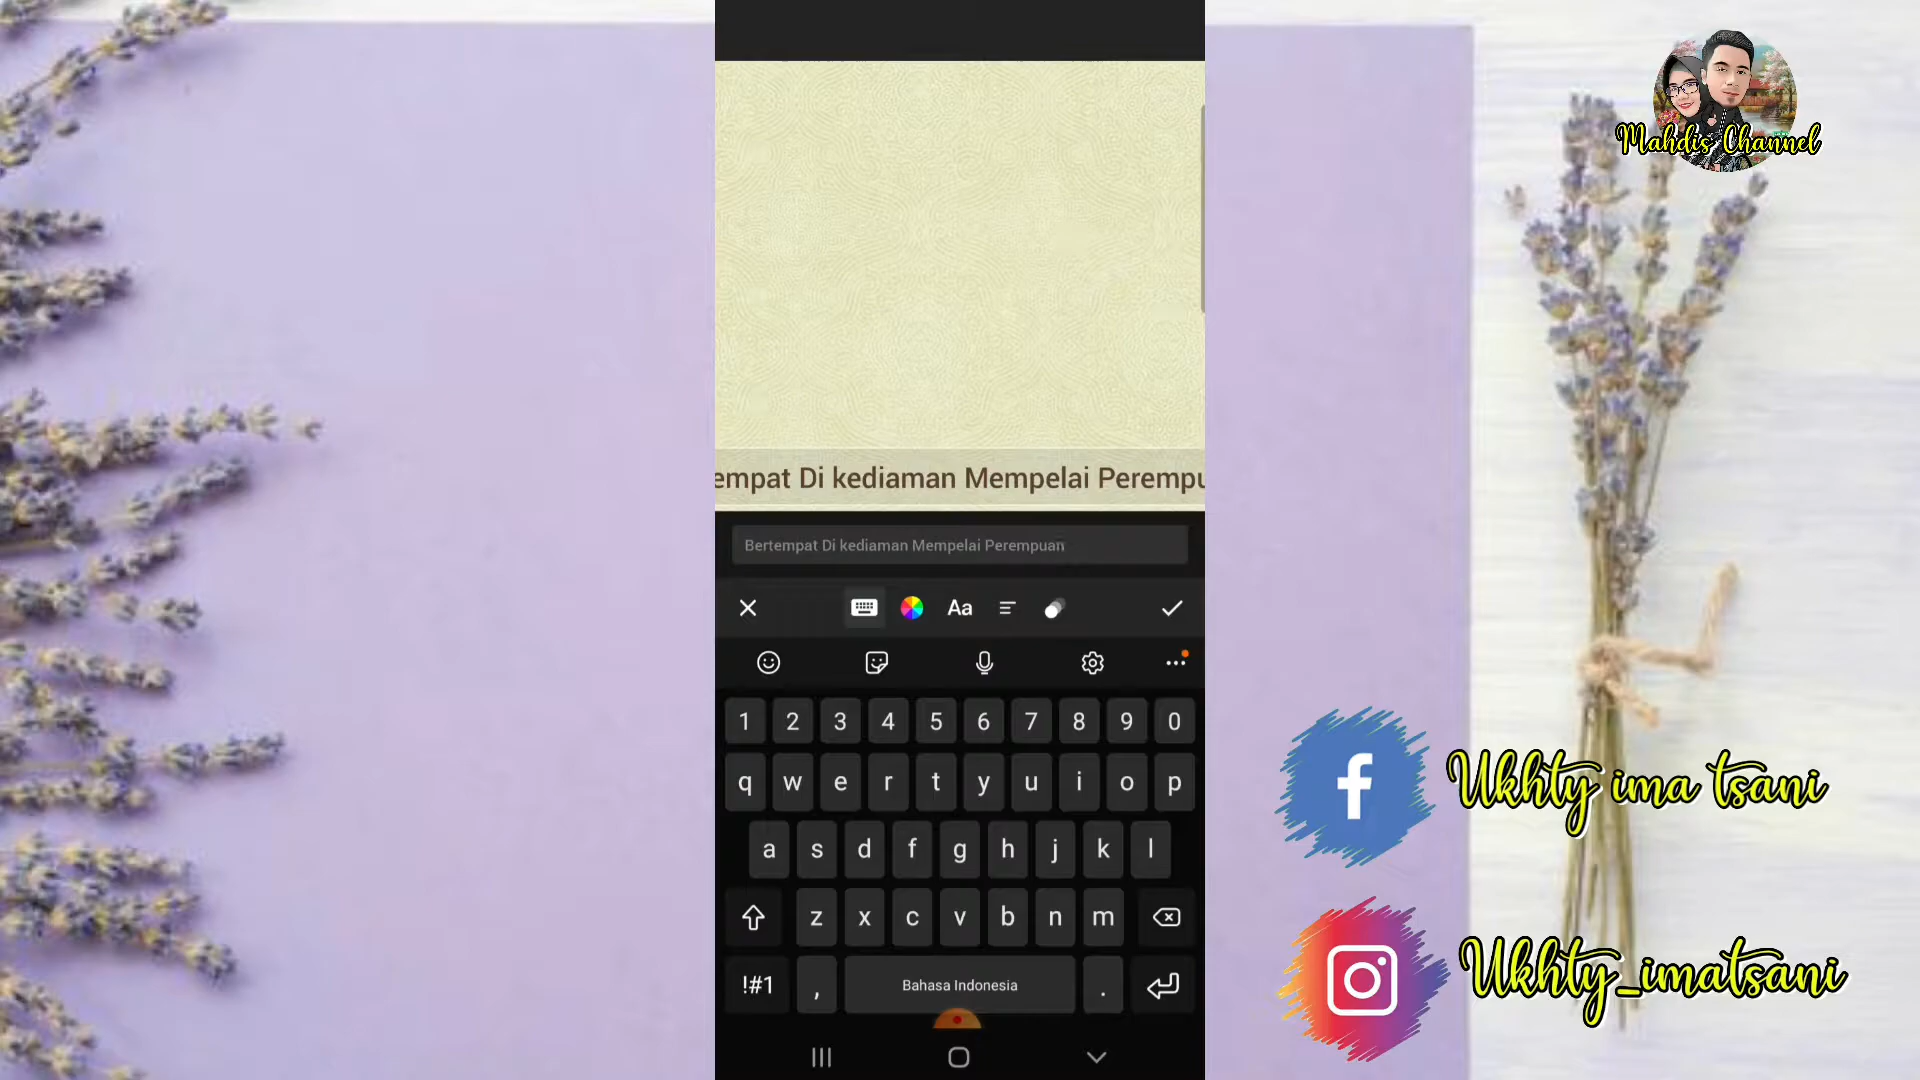 Mahdis Channel
empat Di kediaman Mempelai Perempu
Bertempat Di kediaman Mempelai Perempuan
Aa
1 2 3 4 5 6 7 8 9 0
q w e r t y u i o p
a s d f g h j k l
z x c v b n m
!#1 , Bahasa Indonesia .
Ukhty ima tsani
Ukhty_imatsani